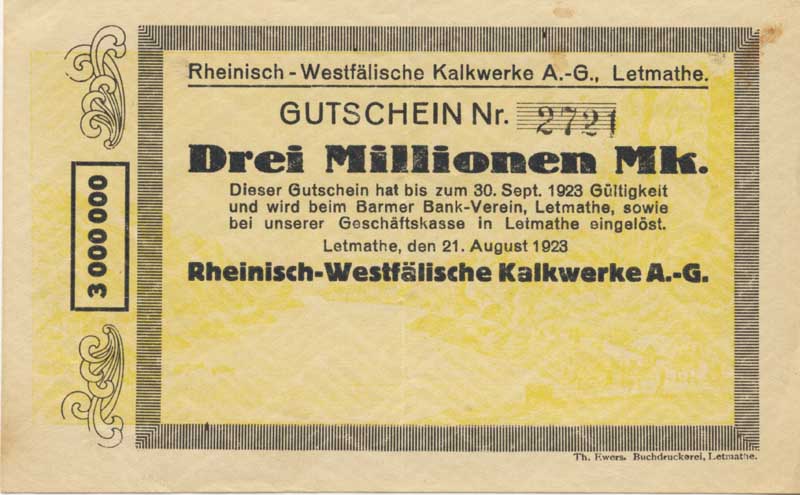 Rheinisch-Westfälische Kalkwerke A.-G., Letmathe.
GUTSCHEIN Nr. 2721
Drei Millionen Mk.
Dieser Gutschein hat bis zum 30. Sept. 1923 Gültigkeit
und wird beim Barmer Bank-Verein, Letmathe, sowie
bei unserer Geschäftskasse in Letmathe eingelöst.
Letmathe, den 21. August 1923
Rheinisch-Westfälische Kalkwerke A.-G.
3 000 000
Th. Ewers. Buchdruckerei, Letmathe.